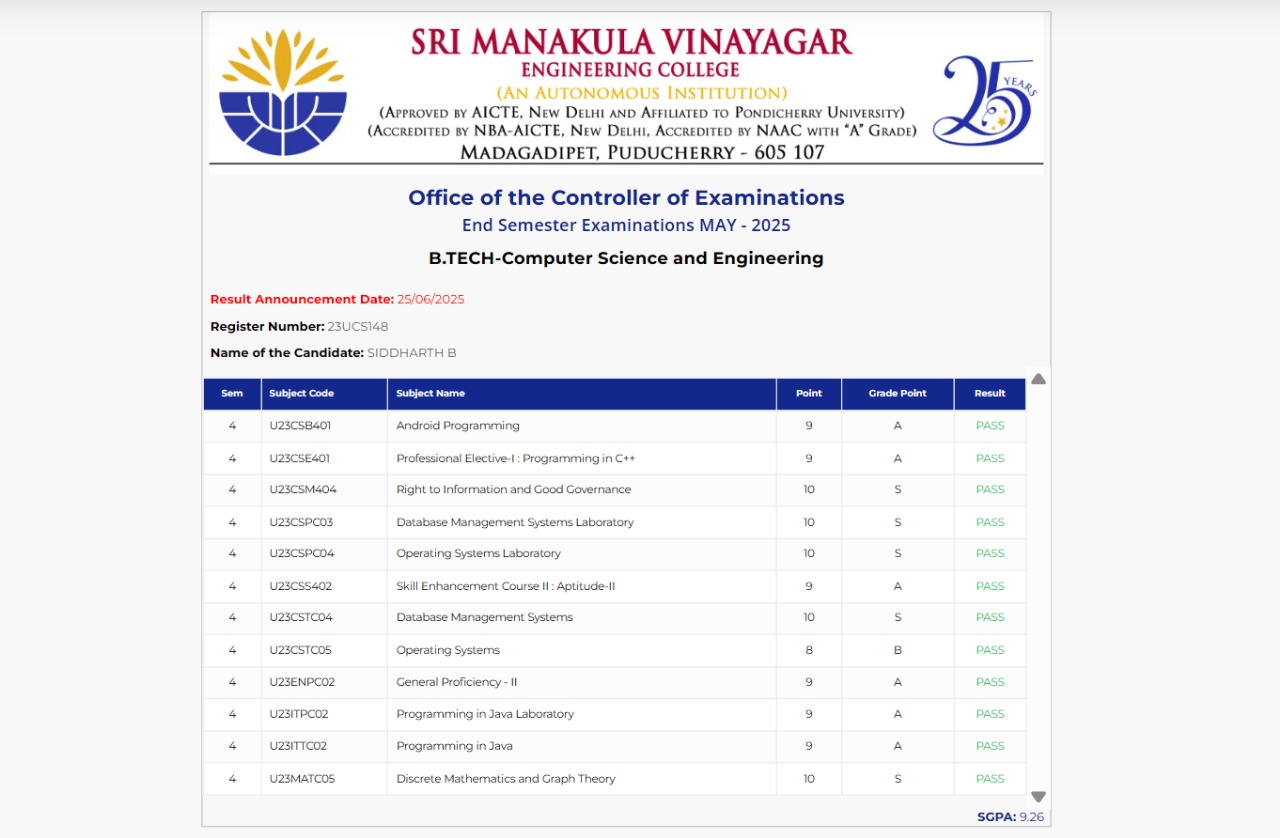 SRI MANAKULA VINAYAGAR
ENGINEERING COLLEGE
(AN AUTONOMOUS INSTITUTION)
(APPROVED BY AICTE, NEW DELHI AND AFFILIATED TO PONDICHERRY UNIVERSITY)
(ACCREDITED BY NBA-AICTE, NEW DELHI, ACCREDITED BY NAAC WITH “A” GRADE)
MADAGADIPET, PUDUCHERRY - 605 107
25 YEARS
Office of the Controller of Examinations
End Semester Examinations MAY - 2025
B.TECH-Computer Science and Engineering
Result Announcement Date: 25/06/2025
Register Number: 23UCS148
Name of the Candidate: SIDDHARTH B
Sem Subject Code Subject Name Point Grade Point Result
4 U23CSB401 Android Programming 9 A PASS
4 U23CSE401 Professional Elective-I : Programming in C++ 9 A PASS
4 U23CSM404 Right to Information and Good Governance 10 S PASS
4 U23CSPC03 Database Management Systems Laboratory 10 S PASS
4 U23CSPC04 Operating Systems Laboratory 10 S PASS
4 U23CSS402 Skill Enhancement Course II : Aptitude-II 9 A PASS
4 U23CSTC04 Database Management Systems 10 S PASS
4 U23CSTC05 Operating Systems 8 B PASS
4 U23ENPC02 General Proficiency - II 9 A PASS
4 U23ITPC02 Programming in Java Laboratory 9 A PASS
4 U23ITTC02 Programming in Java 9 A PASS
4 U23MATC05 Discrete Mathematics and Graph Theory 10 S PASS
SGPA: 9.26